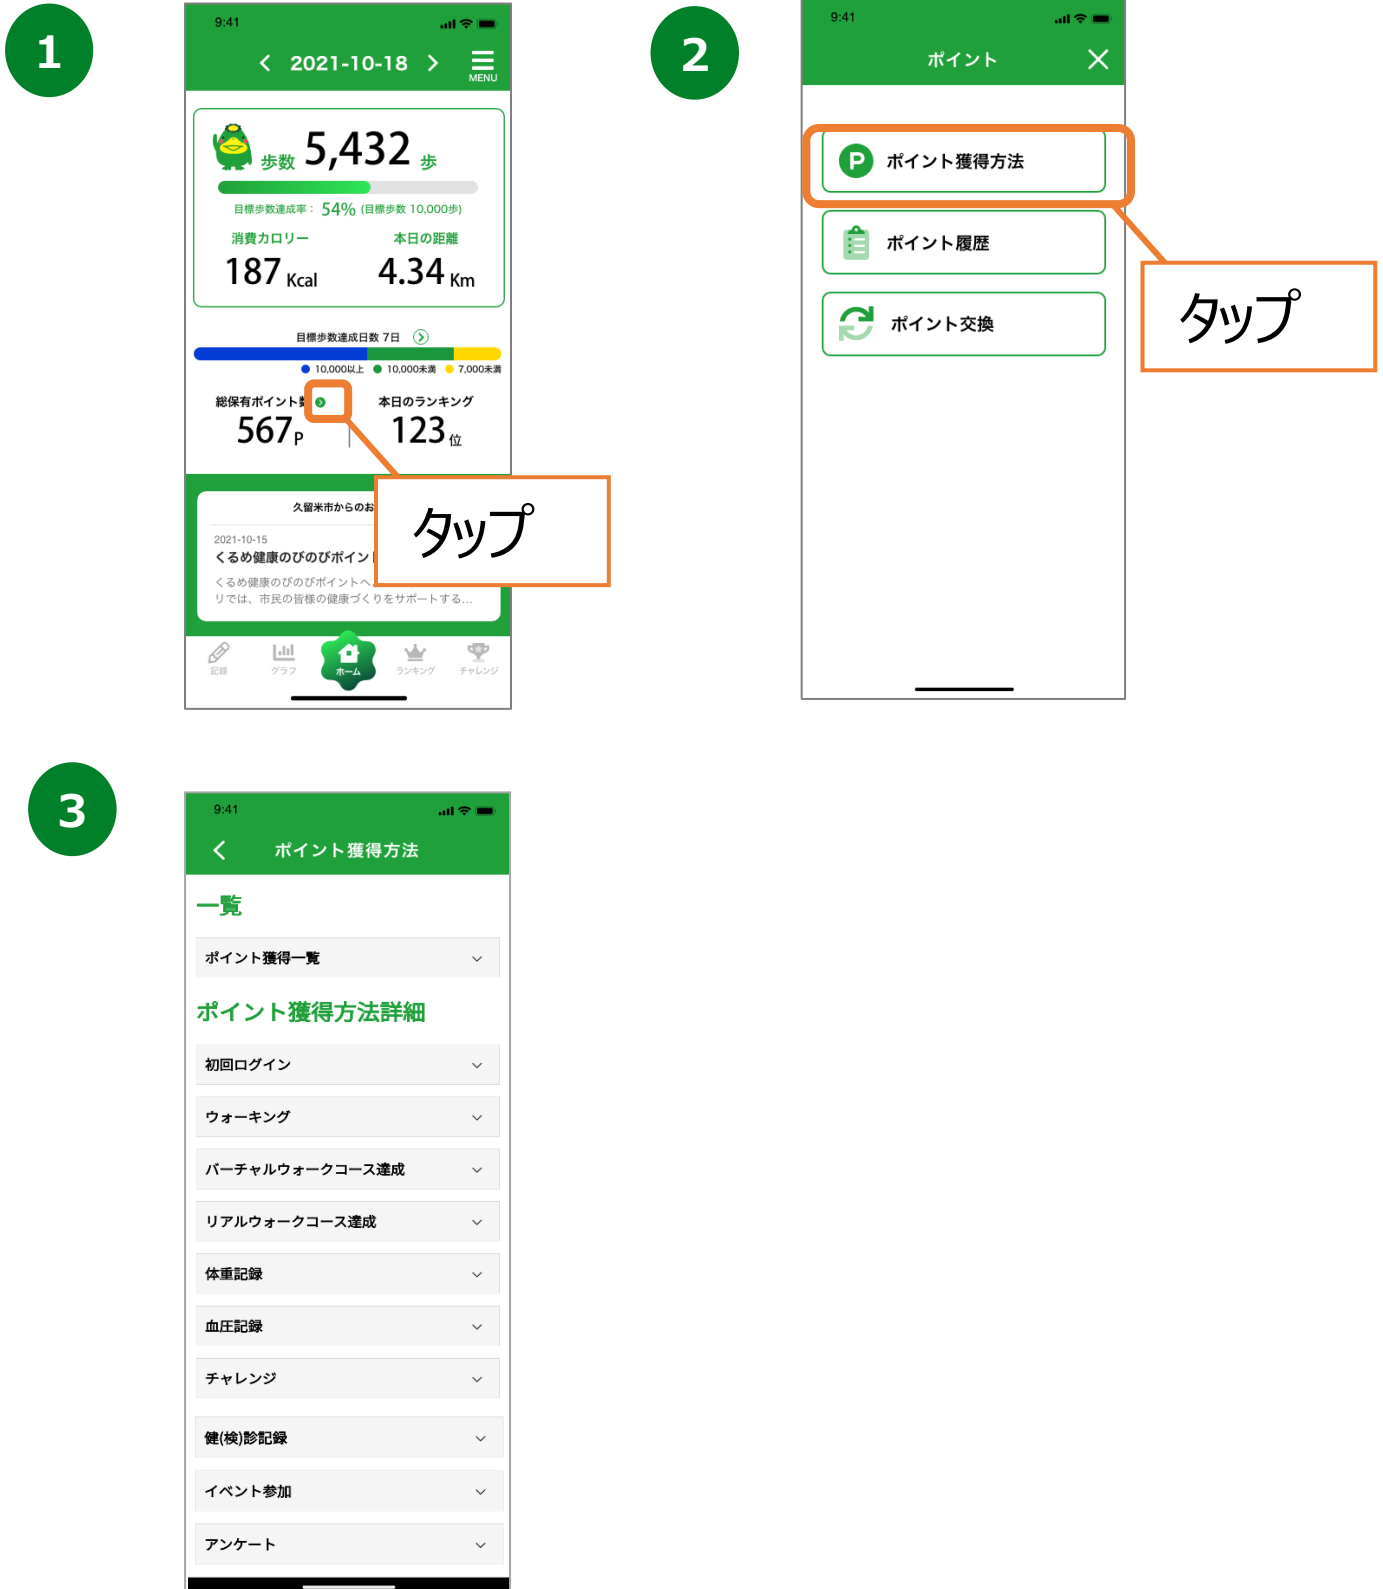 1
9:41
2021-10-18
MENU
歩数 5,432 歩
目標歩数達成率： 54% (目標歩数 10,000歩)
消費カロリー 本日の距離
187 Kcal 4.34 Km
目標歩数達成日数 7日
10,000以上 10,000未満 7,000未満
総保有ポイント数 本日のランキング
567 P 123 位
タップ
久留米市からのお
2021-10-15
くるめ健康のびのびポイント
くるめ健康のびのびポイントへ
リでは、市民の皆様の健康づくりをサポートする...
記録 グラフ ホーム ランキング チャレンジ
2
9:41
ポイント
P ポイント獲得方法
ポイント履歴
ポイント交換
タップ
3
9:41
ポイント獲得方法
一覧
ポイント獲得一覧
ポイント獲得方法詳細
初回ログイン
ウォーキング
バーチャルウォークコース達成
リアルウォークコース達成
体重記録
血圧記録
チャレンジ
健(検)診記録
イベント参加
アンケート